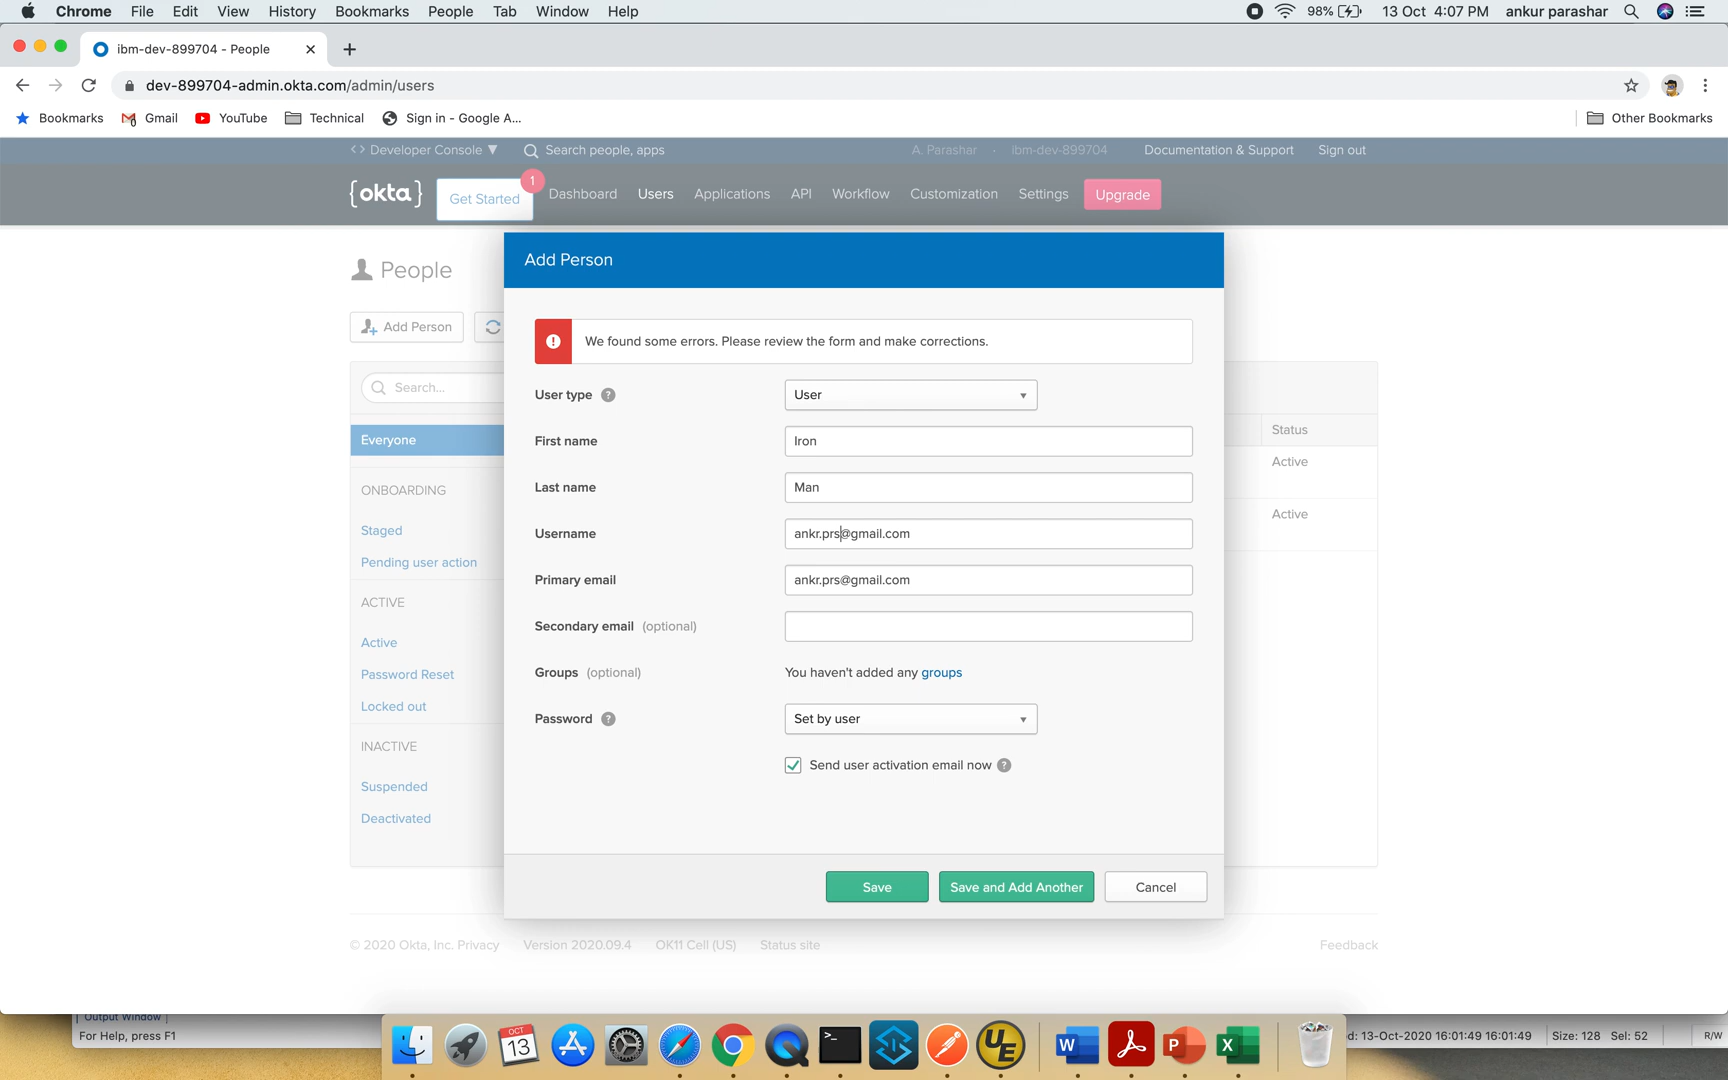 Chrome File Edit View History Bookmarks People Tab Window Help 98% 13 Oct 4:07 PM ankur parashar
ibm-dev-899704 - People
dev-899704-admin.okta.com/admin/users
Bookmarks Gmail YouTube Technical Sign in - Google A... Other Bookmarks
<> Developer Console ▼ Search people, apps A. Parashar · ibm-dev-899704 Documentation & Support Sign out
{okta} Get Started 1 Dashboard Users Applications API Workflow Customization Settings Upgrade
Add Person
People
We found some errors. Please review the form and make corrections.
Add Person
Search...
User type ? User
Everyone
First name Iron
Status
Active
Last name Man
ONBOARDING
Active
Staged
Username ankr.prs@gmail.com
Pending user action
Primary email ankr.prs@gmail.com
ACTIVE
Secondary email (optional)
Active
Password Reset
Groups (optional) You haven't added any groups
Locked out
Password ? Set by user
INACTIVE
Send user activation email now ?
Suspended
Deactivated
Save Save and Add Another Cancel
© 2020 Okta, Inc. Privacy Version 2020.09.4 OK11 Cell (US) Status site Feedback
Output Window
For Help, press F1
OCT
13
>_
UE
W
P
X
d: 13-Oct-2020 16:01:49 16:01:49 Size: 128 Sel: 52 R/W